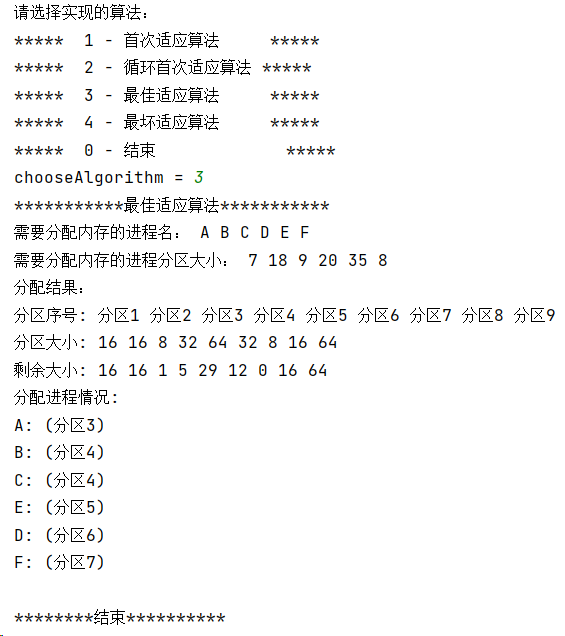 请选择实现的算法：
*****  1 - 首次适应算法     *****
*****  2 - 循环首次适应算法 *****
*****  3 - 最佳适应算法     *****
*****  4 - 最坏适应算法     *****
*****  0 - 结束             *****
chooseAlgorithm = 3
***********最佳适应算法***********
需要分配内存的进程名： A B C D E F
需要分配内存的进程分区大小： 7 18 9 20 35 8
分配结果：
分区序号: 分区1 分区2 分区3 分区4 分区5 分区6 分区7 分区8 分区9
分区大小: 16 16 8 32 64 32 8 16 64
剩余大小: 16 16 1 5 29 12 0 16 64
分配进程情况:
A: (分区3)
B: (分区4)
C: (分区4)
E: (分区5)
D: (分区6)
F: (分区7)
********结束**********